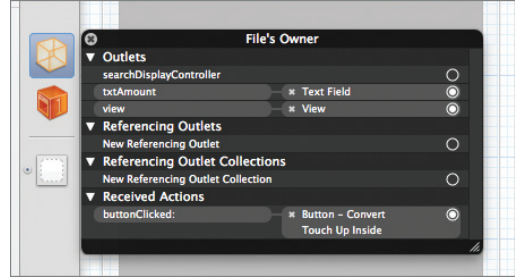 File's Owner
Outlets
searchDisplayController
txtAmount Text Field
view View
Referencing Outlets
New Referencing Outlet
Referencing Outlet Collections
New Referencing Outlet Collection
Received Actions
buttonClicked: Button – Convert
Touch Up Inside